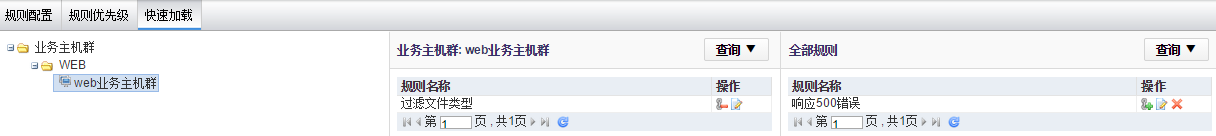 规则配置 规则优先级 快速加载
业务主机群
WEB
web业务主机群
业务主机群: web业务主机群 查询 ▼
规则名称 操作
过滤文件类型
第 1 页 , 共1页
全部规则 查询 ▼
规则名称 操作
响应500错误
第 1 页 , 共1页